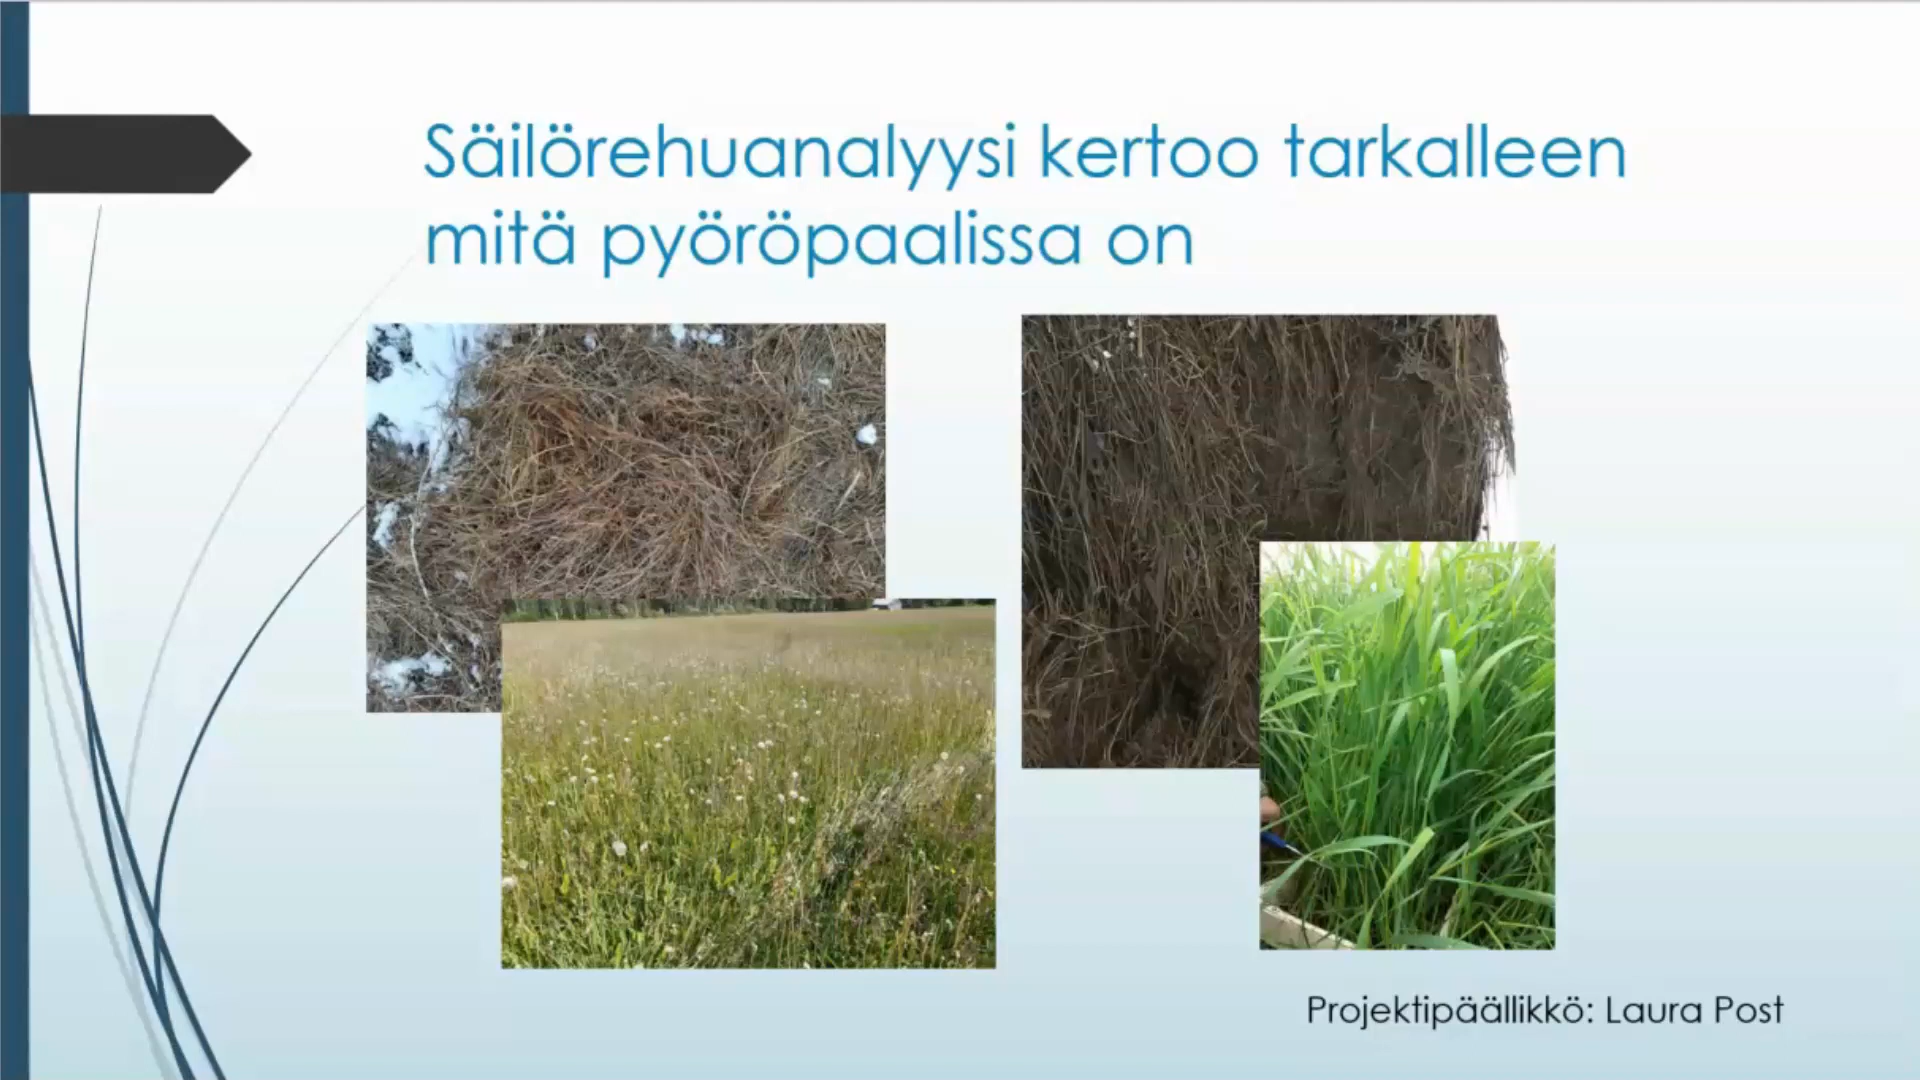 Säilörehuanalyysi kertoo tarkalleen
mitä pyöröpaalissa on
Projektipäällikkö: Laura Post